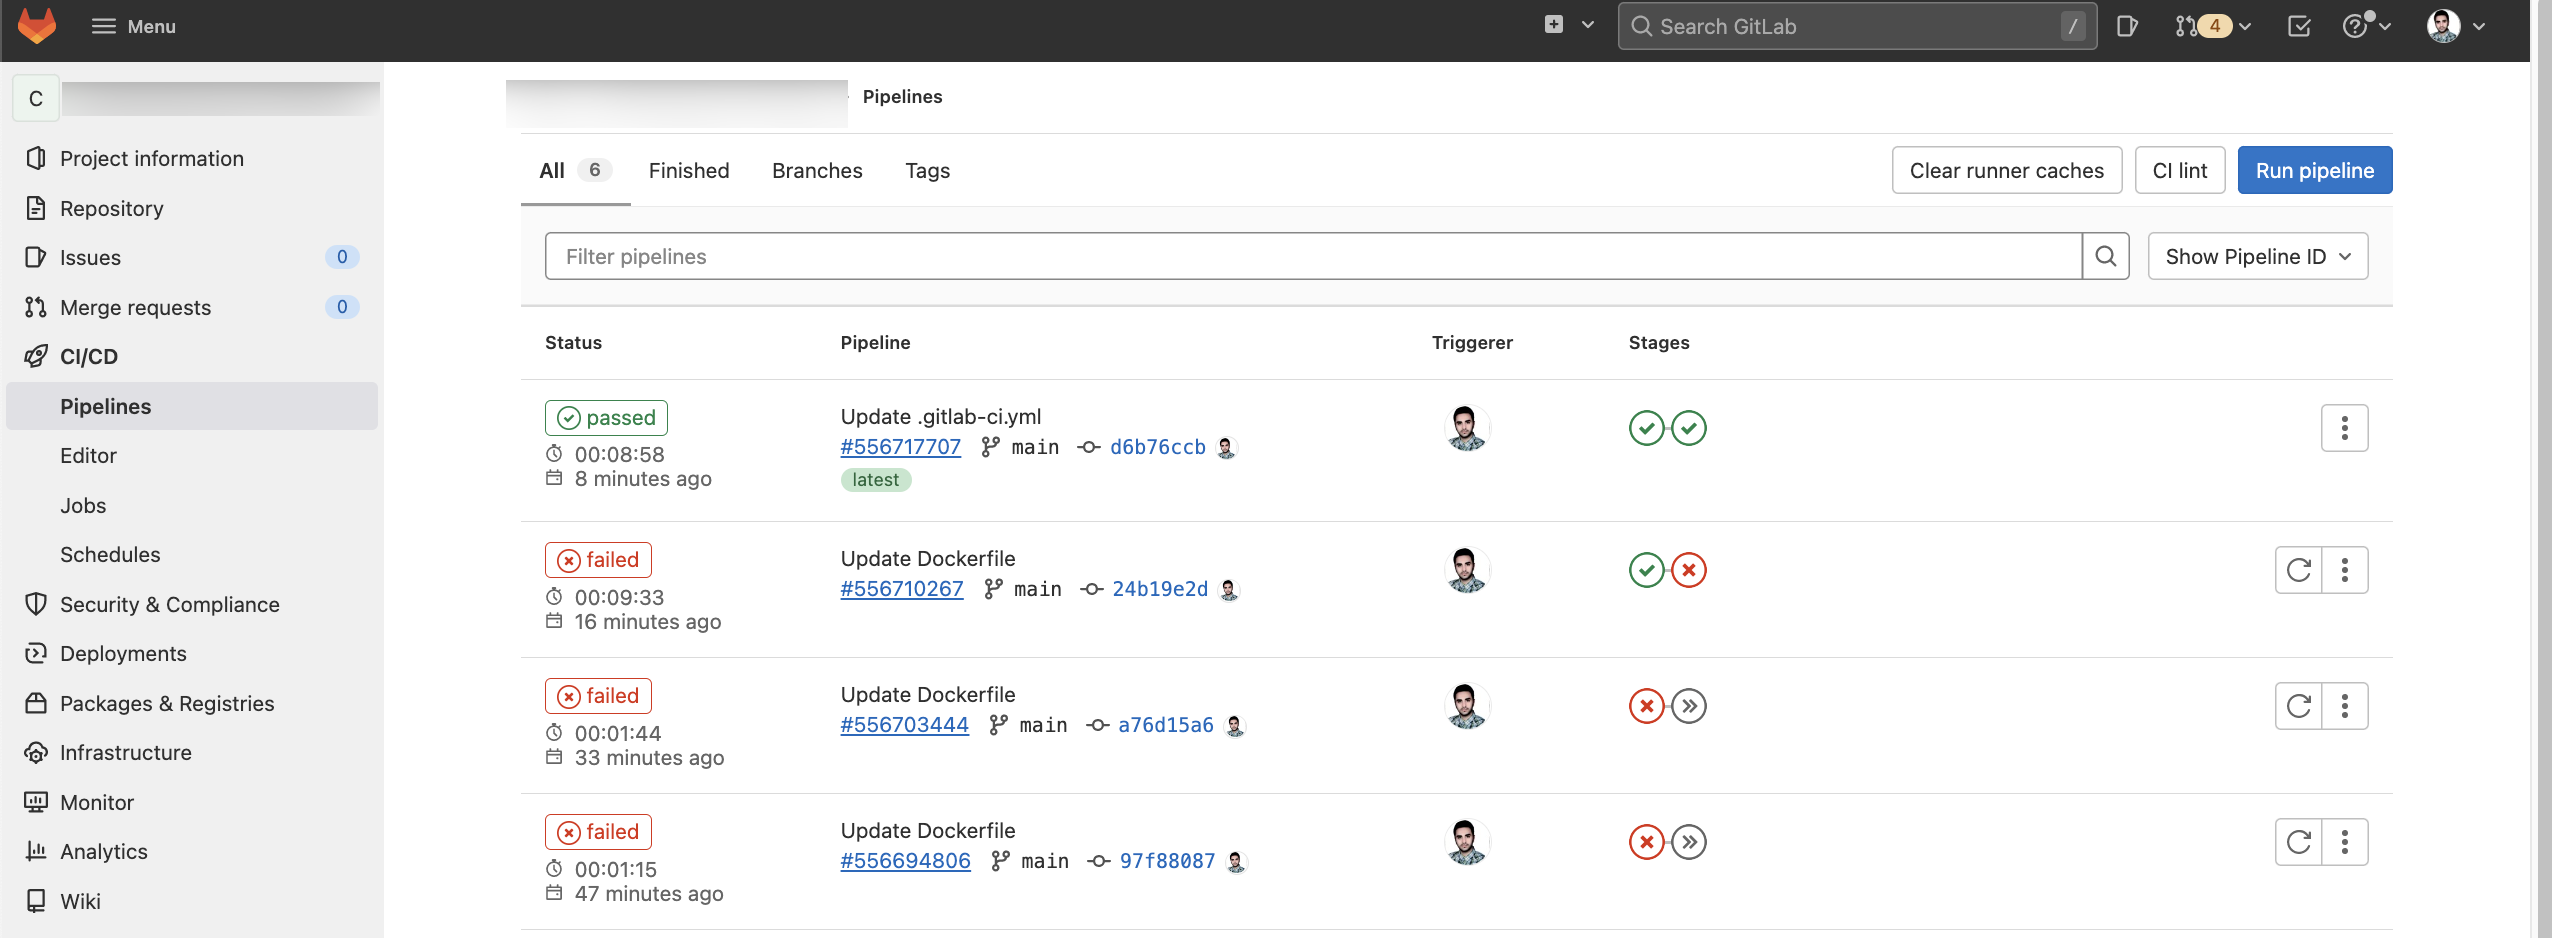 Menu
Search GitLab /
4
C
Project information
Repository
Issues 0
Merge requests 0
CI/CD
Pipelines
Editor
Jobs
Schedules
Security & Compliance
Deployments
Packages & Registries
Infrastructure
Monitor
Analytics
Wiki
Pipelines
All 6 Finished Branches Tags
Clear runner caches CI lint Run pipeline
Filter pipelines Show Pipeline ID
Status Pipeline Triggerer Stages
passed
00:08:58
8 minutes ago
Update .gitlab-ci.yml
#556717707 main d6b76ccb
latest
failed
00:09:33
16 minutes ago
Update Dockerfile
#556710267 main 24b19e2d
failed
00:01:44
33 minutes ago
Update Dockerfile
#556703444 main a76d15a6
failed
00:01:15
47 minutes ago
Update Dockerfile
#556694806 main 97f88087